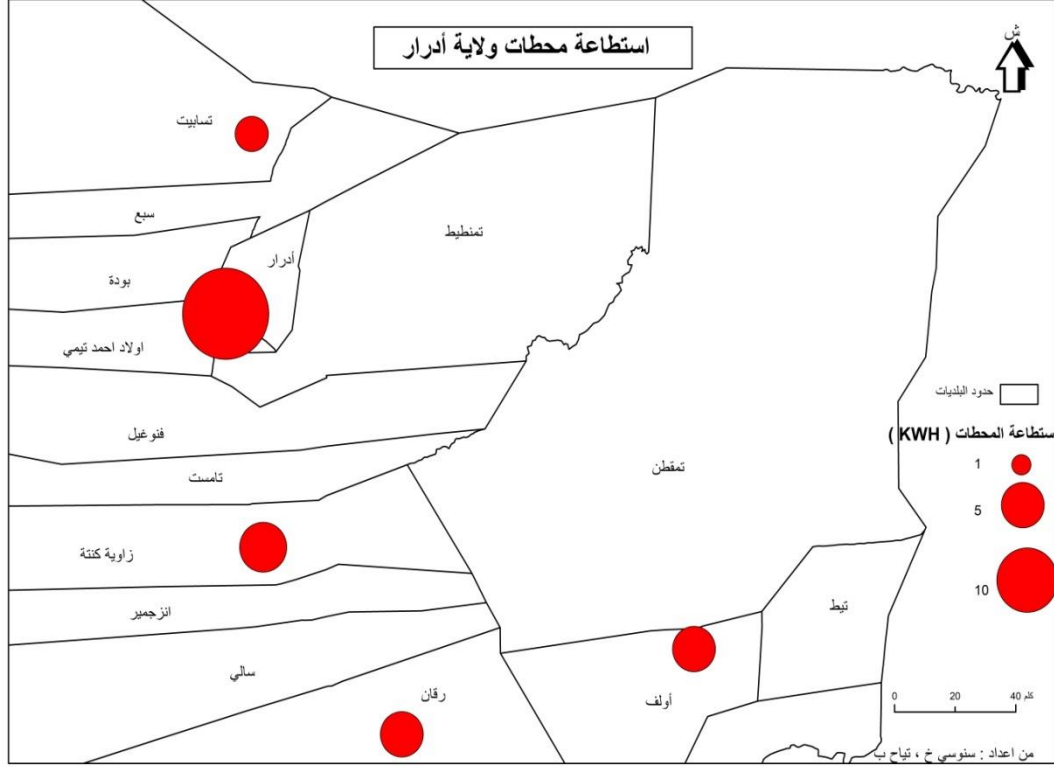 استطاعة محطات ولاية أدرار
ش
تسابيت
سبع
تمنطيط
أدرار
بودة
اولاد احمد تيمي
فنوغيل
تمقطن
تامست
زاوية كنتة
انزجمير
تيط
سالي
رقان
أولف
حدود البلديات
ستطاعة المحطات ( KWH )
1
5
10
0 20 40 كلم
من اعداد : سنوسي خ ، تياح ب